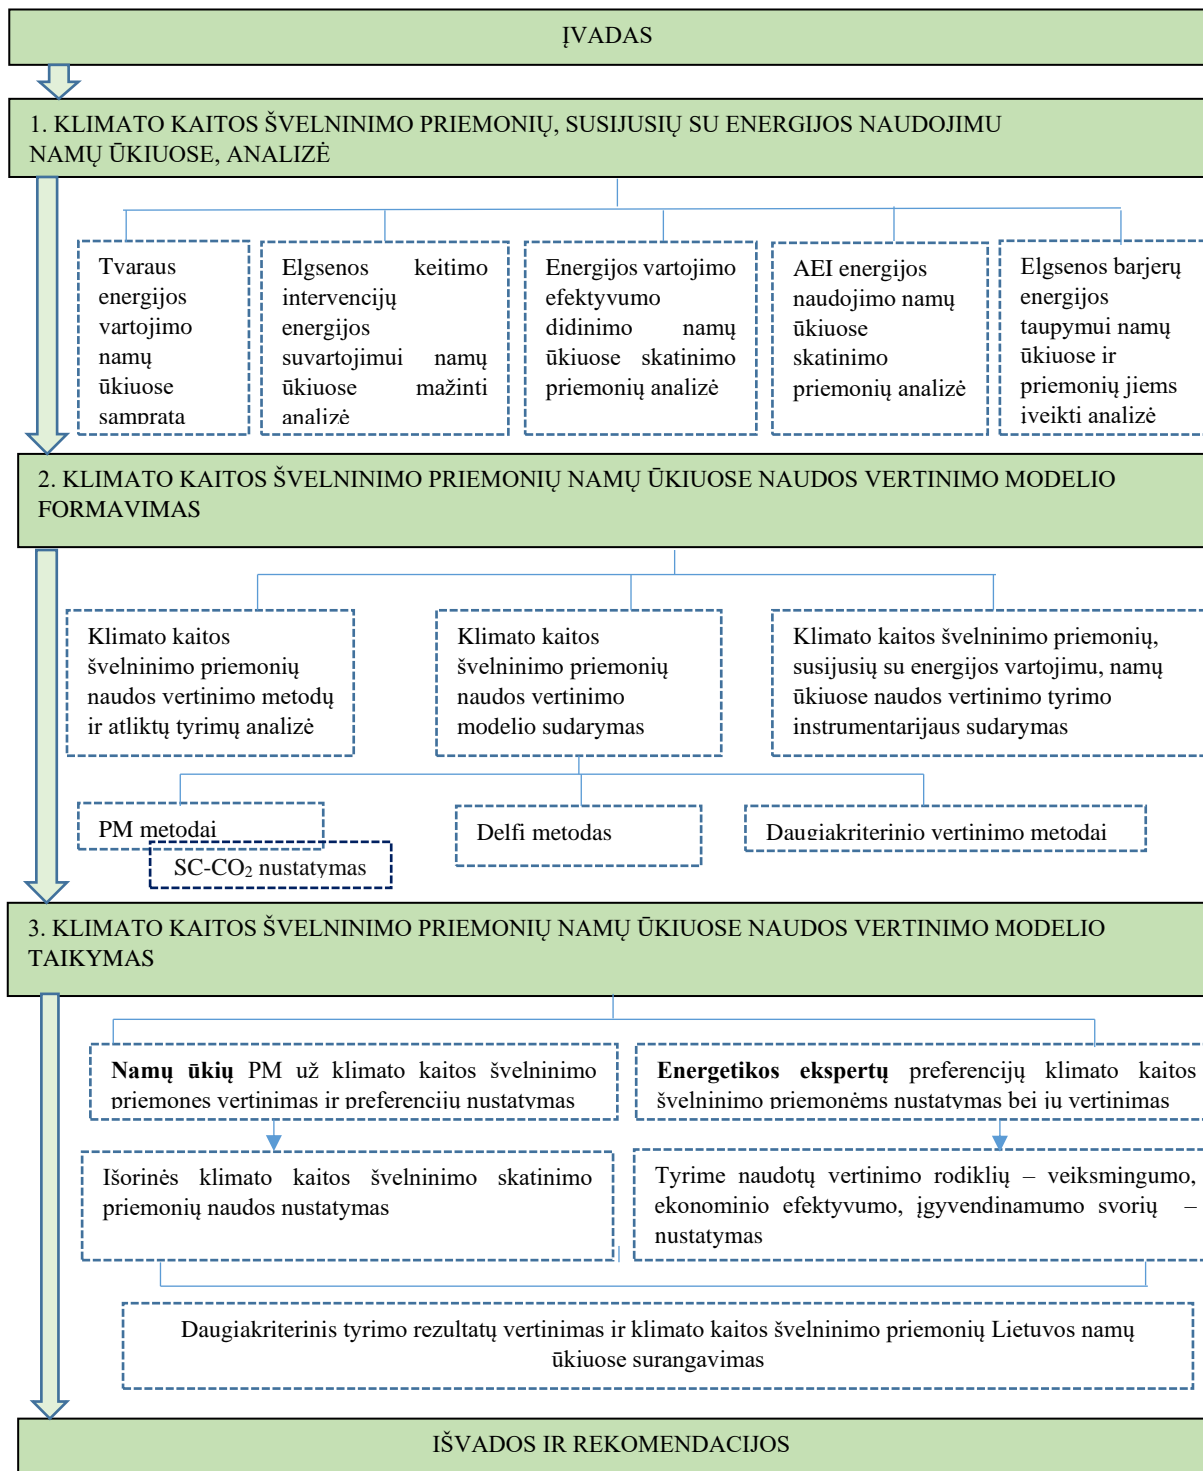 ĮVADAS
1. KLIMATO KAITOS ŠVELNINIMO PRIEMONIŲ, SUSIJUSIŲ SU ENERGIJOS NAUDOJIMU
NAMŲ ŪKIUOSE, ANALIZĖ
Tvaraus
energijos
vartojimo
namų
ūkiuose
samprata
Elgsenos keitimo
intervencijų
energijos
suvartojimui namų
ūkiuose mažinti
analizė
Energijos vartojimo
efektyvumo
didinimo namų
ūkiuose skatinimo
priemonių analizė
AEI energijos
naudojimo namų
ūkiuose
skatinimo
priemonių analizė
Elgsenos barjerų
energijos
taupymui namų
ūkiuose ir
priemonių jiems
įveikti analizė
2. KLIMATO KAITOS ŠVELNINIMO PRIEMONIŲ NAMŲ ŪKIUOSE NAUDOS VERTINIMO MODELIO
FORMAVIMAS
Klimato kaitos
švelninimo priemonių
naudos vertinimo metodų
ir atliktų tyrimų analizė
Klimato kaitos
švelninimo priemonių
naudos vertinimo
modelio sudarymas
Klimato kaitos švelninimo priemonių,
susijusių su energijos vartojimu, namų
ūkiuose naudos vertinimo tyrimo
instrumentarijaus sudarymas
PM metodai
SC-CO₂ nustatymas
Delfi metodas
Daugiakriterinio vertinimo metodai
3. KLIMATO KAITOS ŠVELNINIMO PRIEMONIŲ NAMŲ ŪKIUOSE NAUDOS VERTINIMO MODELIO
TAIKYMAS
Namų ūkių PM už klimato kaitos švelninimo
priemones vertinimas ir preferencijų nustatymas
Energetikos ekspertų preferencijų klimato kaitos
švelninimo priemonėms nustatymas bei jų vertinimas
Išorinės klimato kaitos švelninimo skatinimo
priemonių naudos nustatymas
Tyrime naudotų vertinimo rodiklių – veiksmingumo,
ekonominio efektyvumo, įgyvendinamumo svorių –
nustatymas
Daugiakriterinis tyrimo rezultatų vertinimas ir klimato kaitos švelninimo priemonių Lietuvos namų
ūkiuose surangavimas
IŠVADOS IR REKOMENDACIJOS